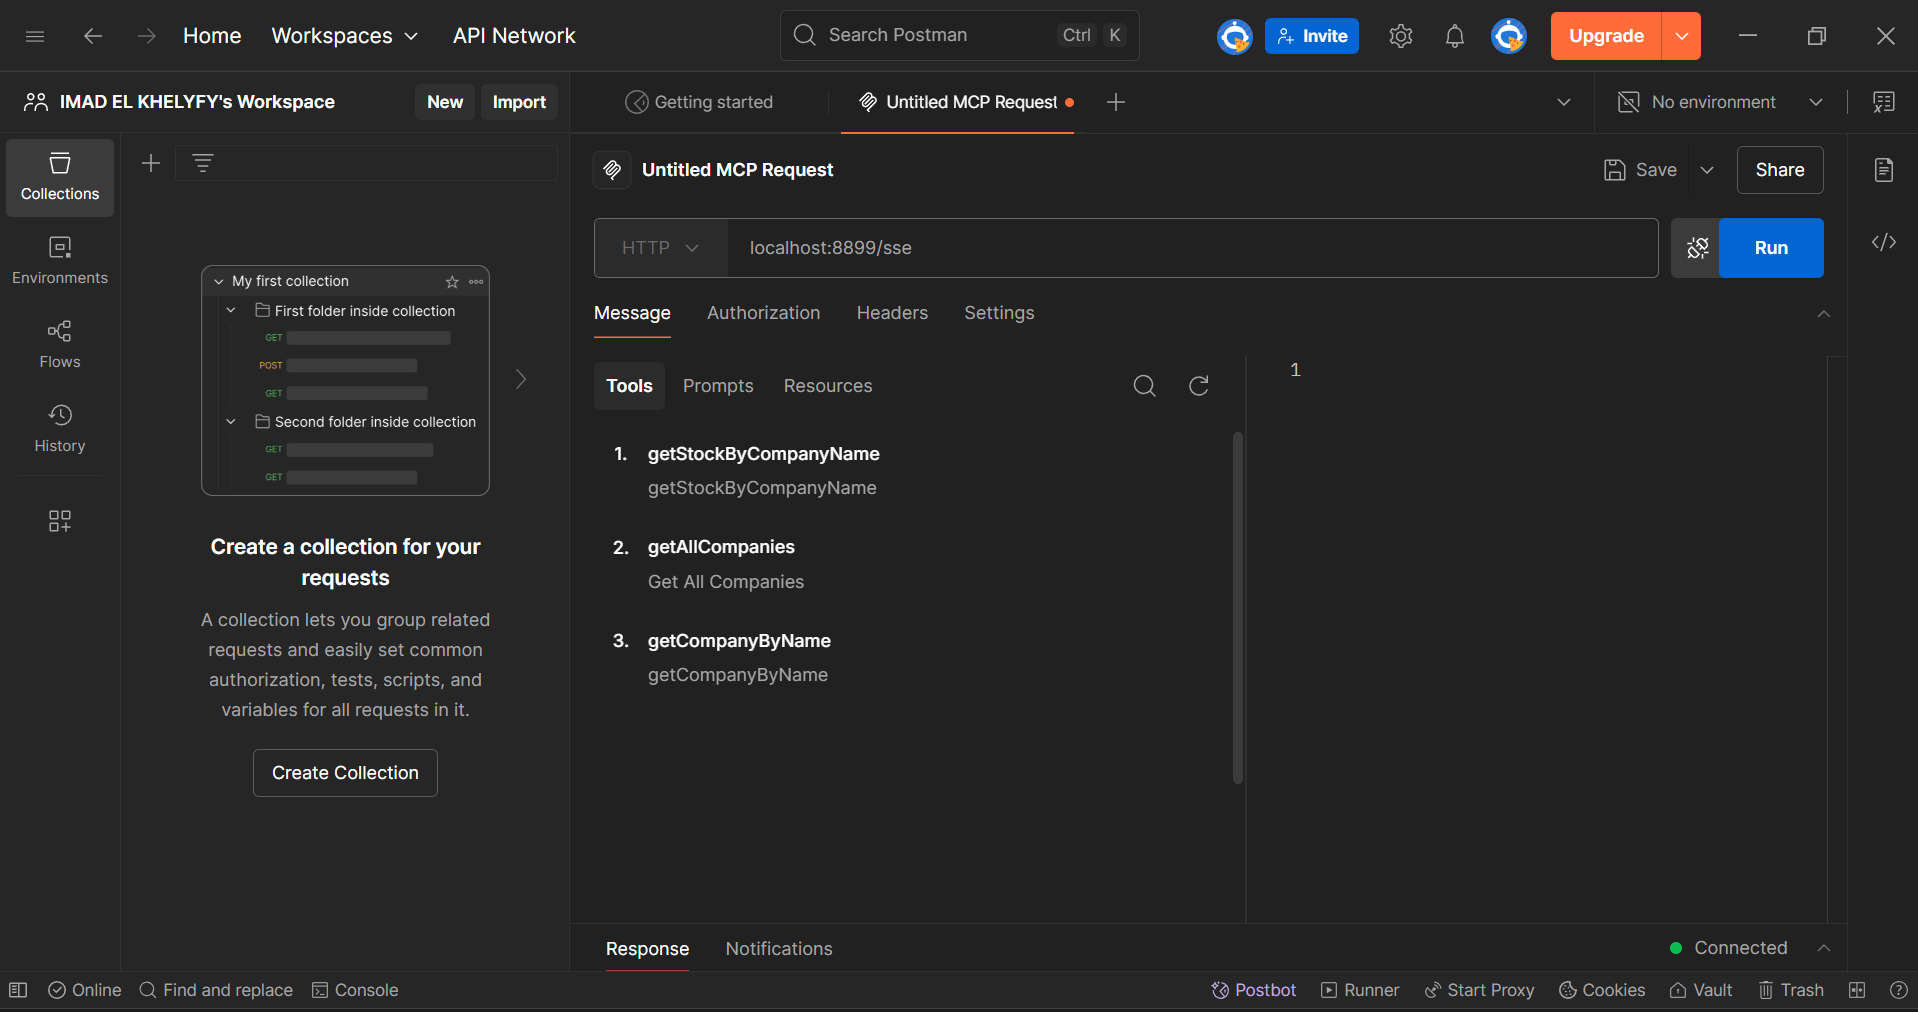 Home Workspaces API Network Search Postman Ctrl K Invite Upgrade
IMAD EL KHELYFY's Workspace New Import Getting started Untitled MCP Request No environment
Collections
Environments
Flows
History
My first collection
First folder inside collection
GET
POST
GET
Second folder inside collection
GET
GET
Create a collection for your
requests
A collection lets you group related
requests and easily set common
authorization, tests, scripts, and
variables for all requests in it.
Create Collection
Untitled MCP Request Save Share
HTTP localhost:8899/sse Run
Message Authorization Headers Settings
Tools Prompts Resources
1
1. getStockByCompanyName
getStockByCompanyName
2. getAllCompanies
Get All Companies
3. getCompanyByName
getCompanyByName
Response Notifications Connected
Online Find and replace Console Postbot Runner Start Proxy Cookies Vault Trash